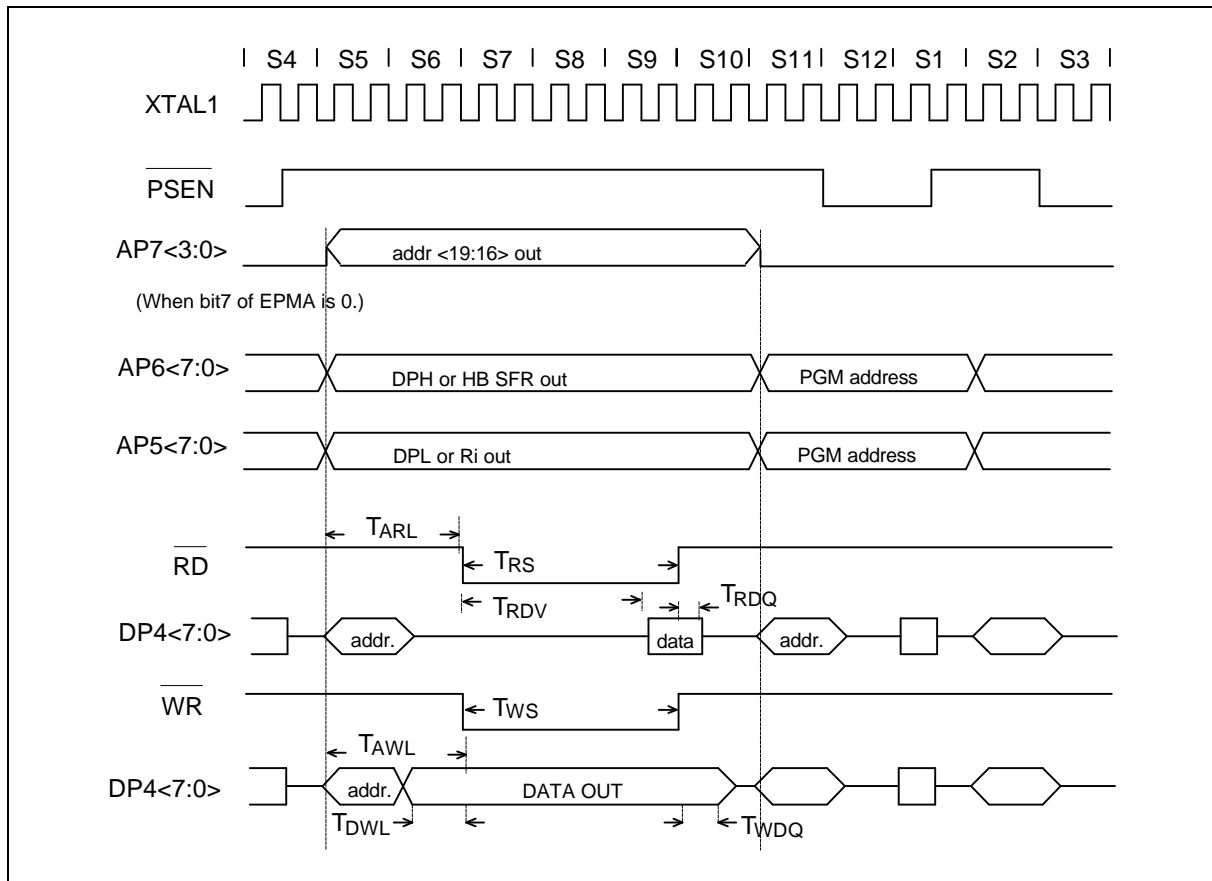 S4 | S5 | S6 | S7 | S8 | S9 | S10 | S11 | S12 | S1 | S2 | S3
XTAL1
PSEN
AP7<3:0>
addr <19:16> out
(When bit7 of EPMA is 0.)
AP6<7:0>
DPH or HB SFR out
PGM address
AP5<7:0>
DPL or Ri out
PGM address
TARL
RD
TRS
TRDV
TRDQ
DP4<7:0>
addr.
data
addr.
WR
TWS
TAWL
DP4<7:0>
addr.
DATA OUT
TDWL
TWDQ